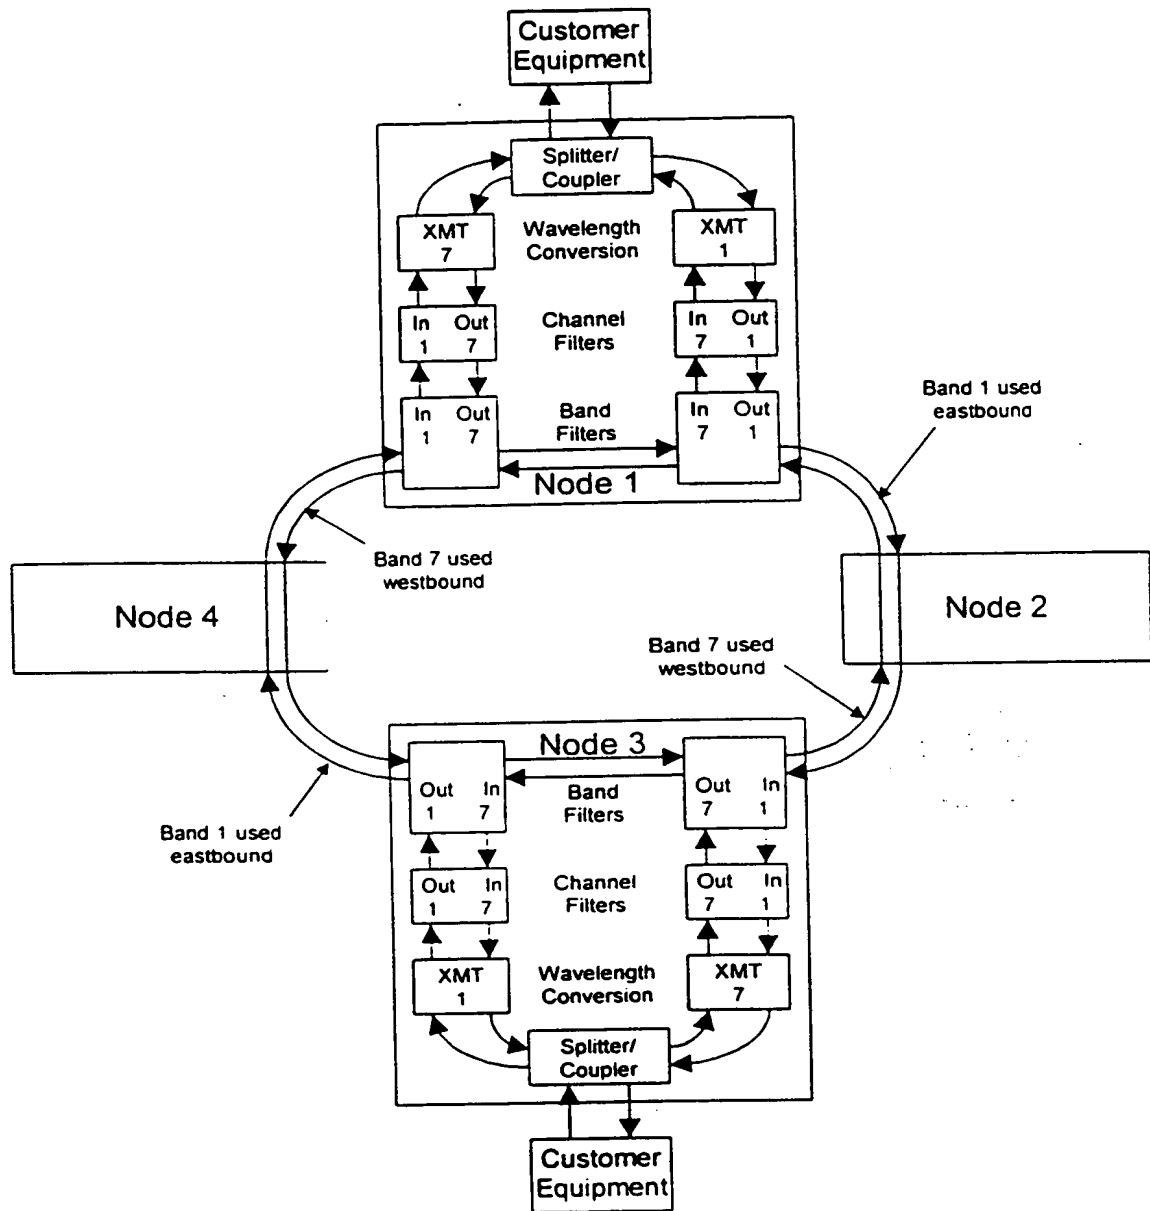 Customer
Equipment
Splitter/
Coupler
XMT
7
Wavelength
Conversion
XMT
1
In Out
1 7
Channel
Filters
In Out
7 1
In Out
1 7
Band
Filters
In Out
7 1
Node 1
Band 1 used
eastbound
Band 7 used
westbound
Node 4
Node 2
Band 7 used
westbound
Node 3
Out In
1 7
Band
Filters
Out In
7 1
Band 1 used
eastbound
Out In
1 7
Channel
Filters
Out In
7 1
XMT
1
Wavelength
Conversion
XMT
7
Splitter/
Coupler
Customer
Equipment